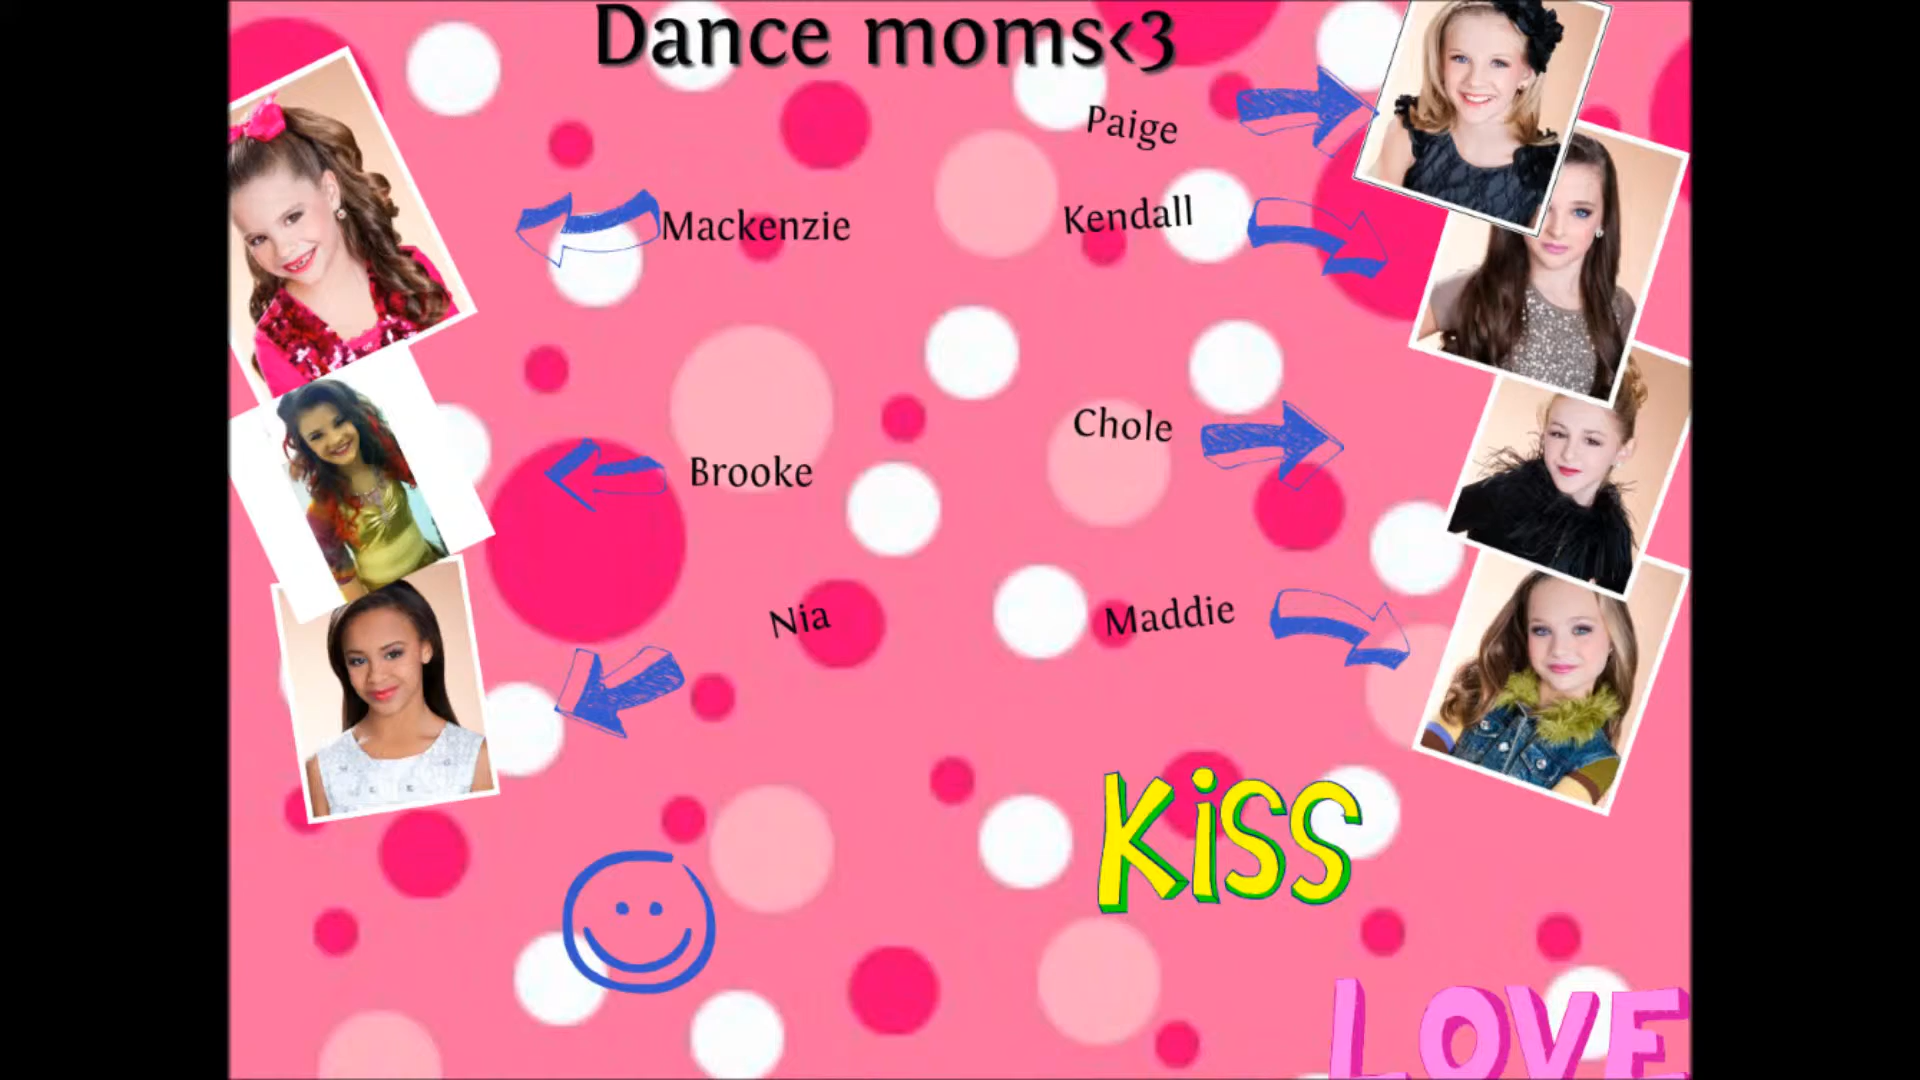 Dance moms<3
Paige
Mackenzie
Kendall
Chole
Brooke
Nia
Maddie
KiSS
LOVE